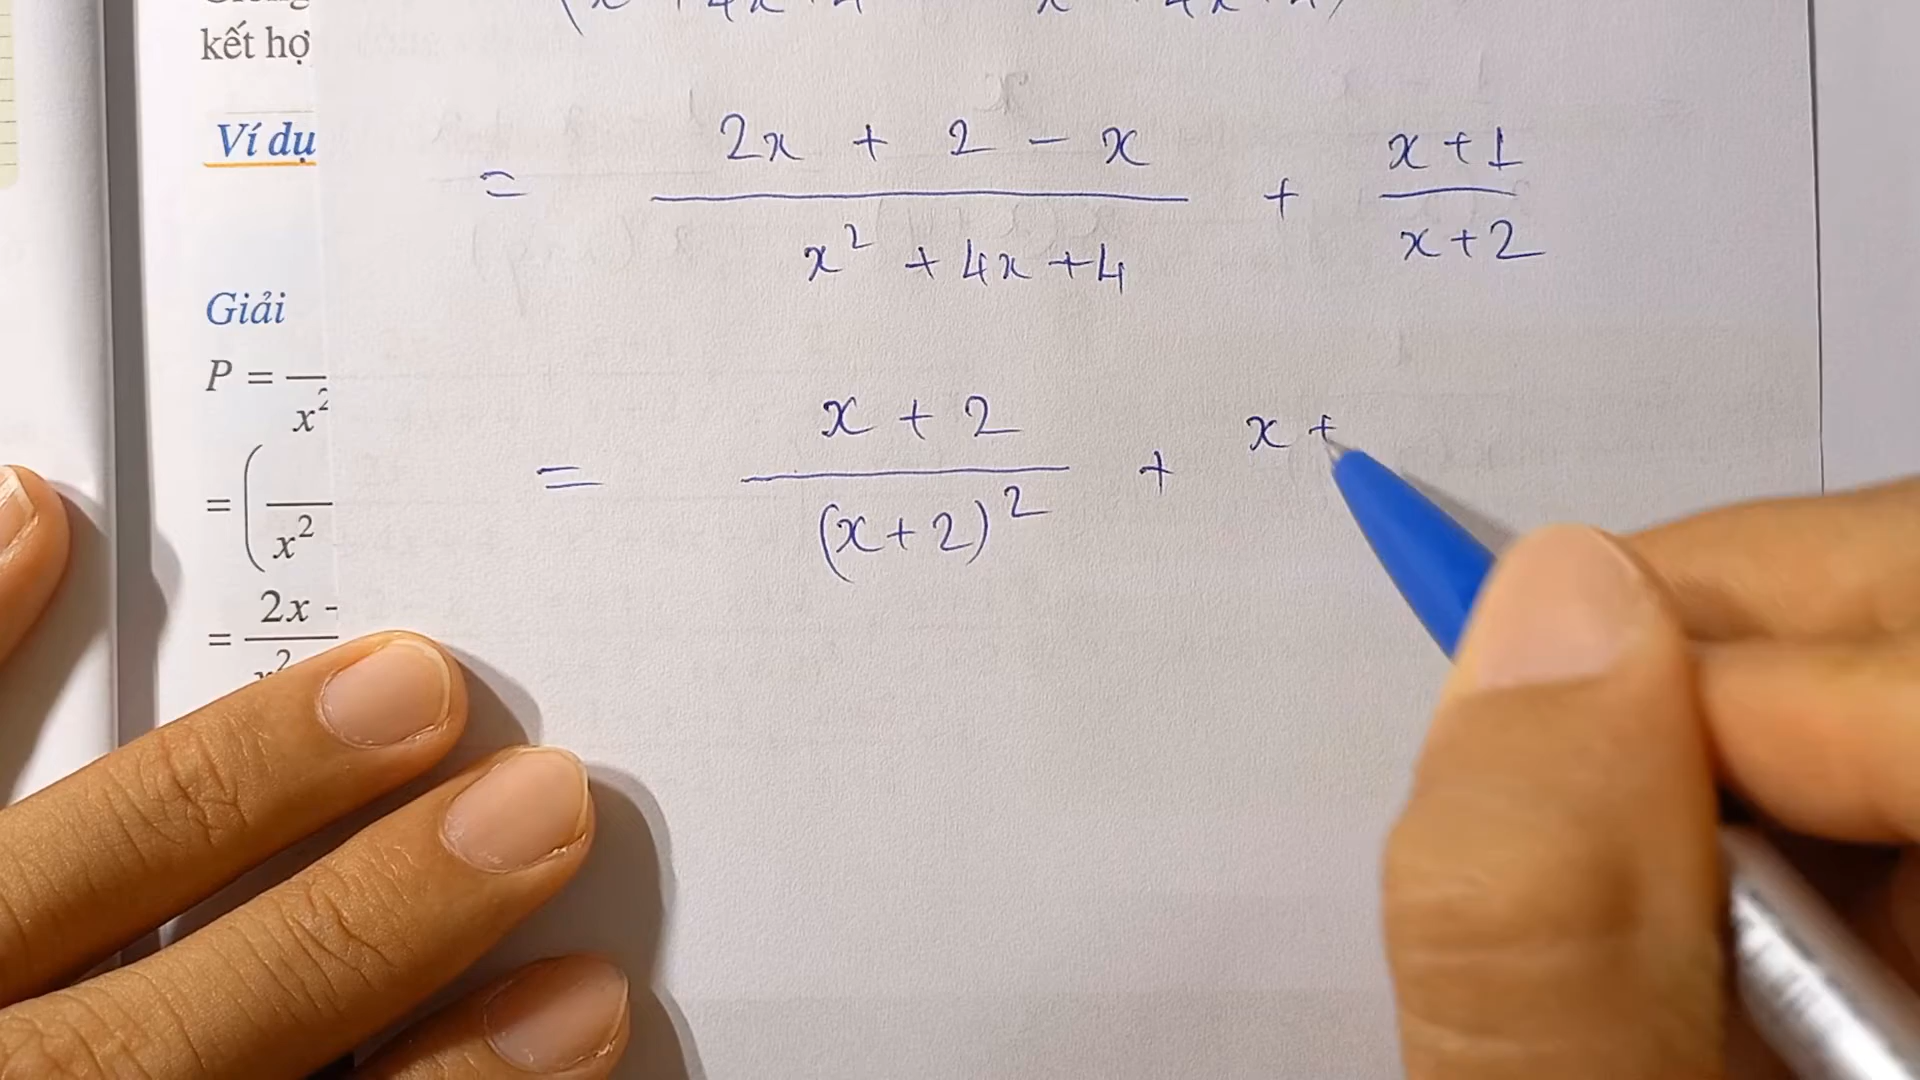 kết hợ
Ví dụ
2x + 2 - x
x + 1
=
+
x² + 4x + 4
x + 2
Giải
P =
x²
x + 2
x +
=
+
(x + 2)²
= (
x²
2x -
=